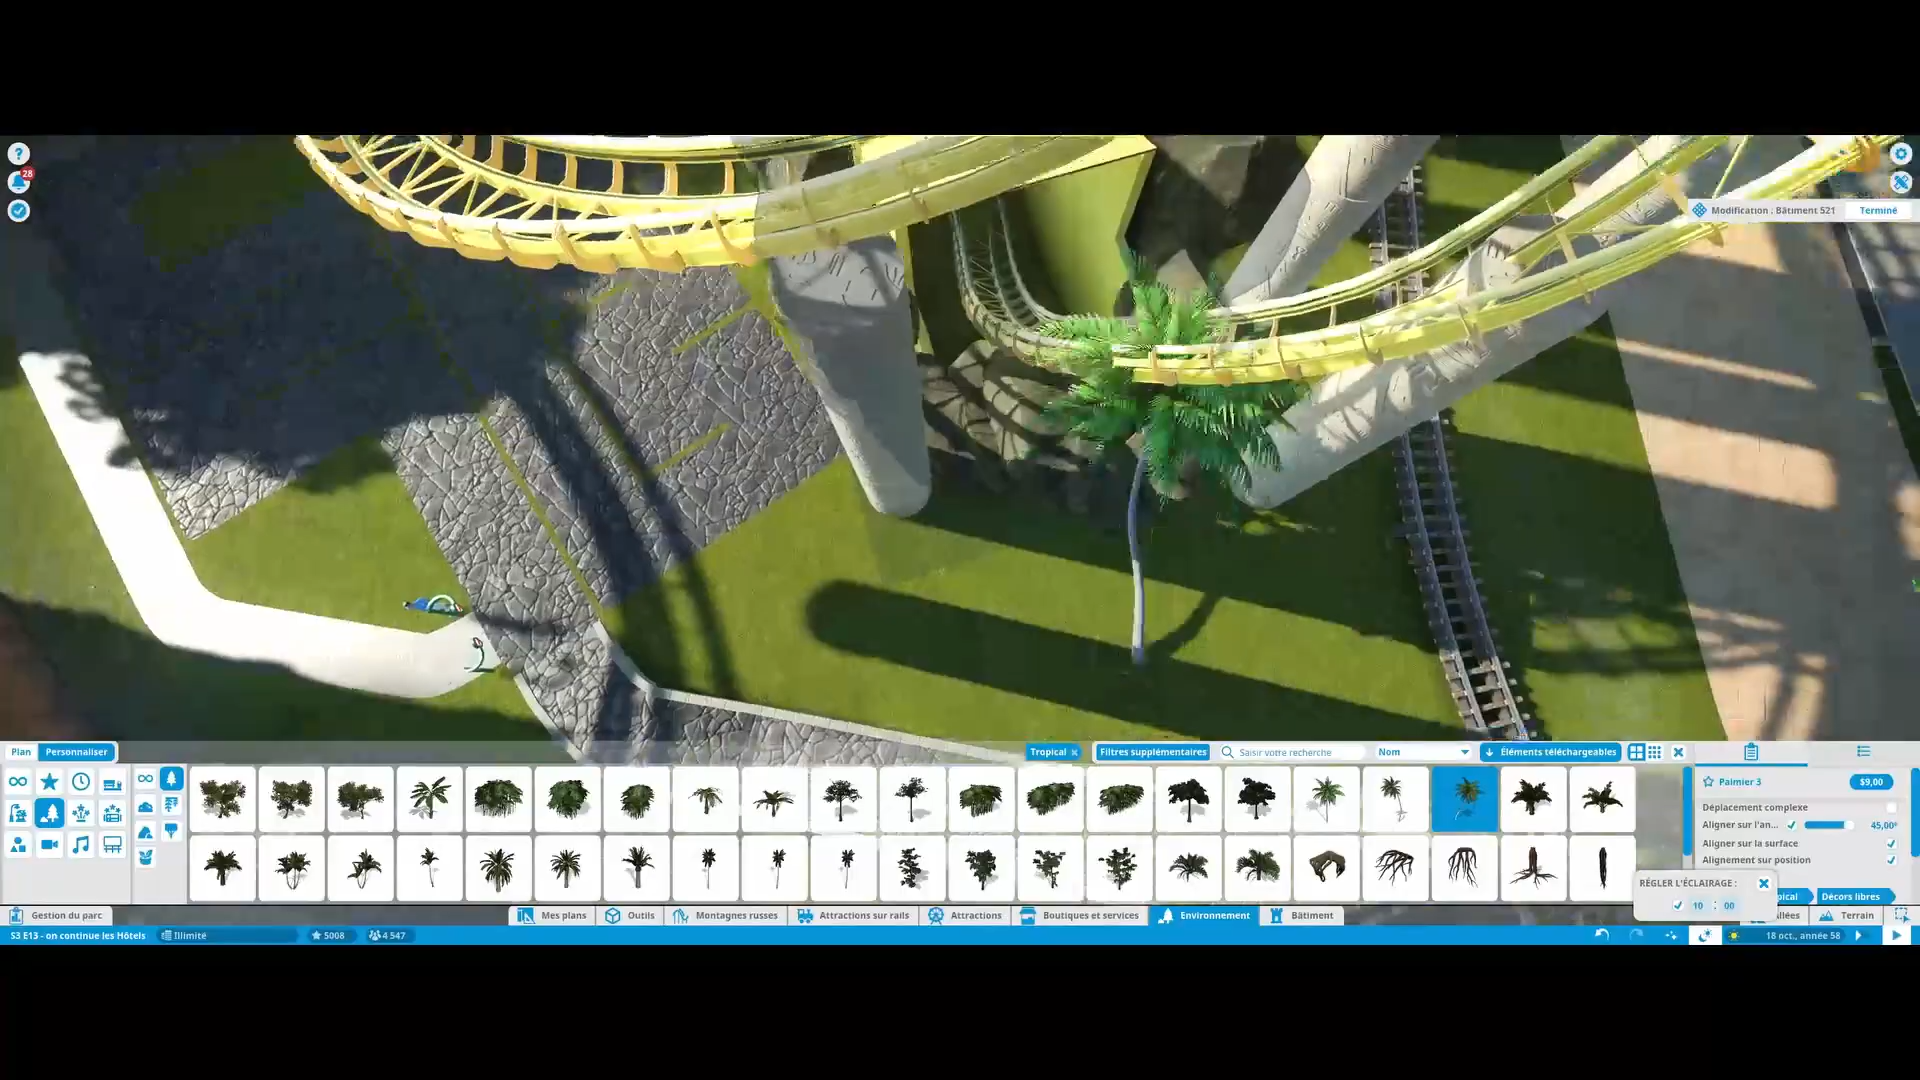 ?
28
Modification : Bâtiment 521
Terminé
Plan
Personnaliser
Tropical ×
Filtres supplémentaires
Saisir votre recherche
Nom
Éléments téléchargeables
Palmier 3
$9,00
Déplacement complexe
Aligner sur l'an...
45,00°
Aligner sur la surface
Alignement sur position
RÉGLER L'ÉCLAIRAGE :
10 : 00
Décors libres
Gestion du parc
Mes plans
Outils
Montagnes russes
Attractions sur rails
Attractions
Boutiques et services
Environnement
Bâtiment
Terrain
S3 E13 - on continue les Hôtels
Illimité
5008
4 547
18 oct., année 58